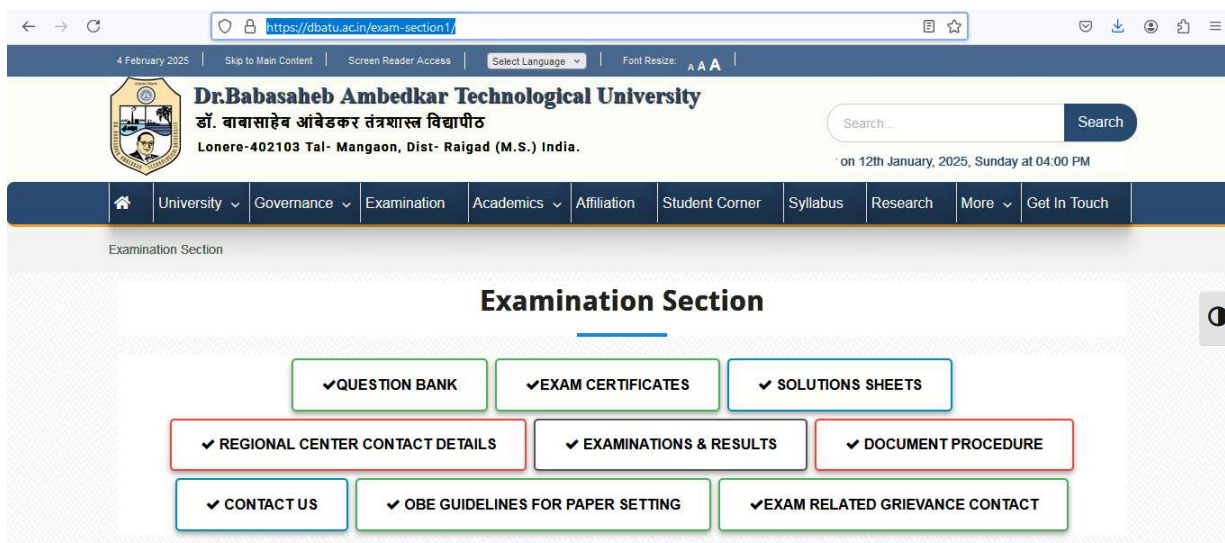 https://dbatu.ac.in/exam-section1/
4 February 2025 Skip to Main Content Screen Reader Access Select Language Font Resize: A A A
Dr.Babasaheb Ambedkar Technological University
डॉ. बाबासाहेब आंबेडकर तंत्रशास्त्र विद्यापीठ
Lonere-402103 Tal- Mangaon, Dist- Raigad (M.S.) India.
Search... Search
on 12th January, 2025, Sunday at 04:00 PM
University Governance Examination Academics Affiliation Student Corner Syllabus Research More Get In Touch
Examination Section
Examination Section
QUESTION BANK EXAM CERTIFICATES SOLUTIONS SHEETS
REGIONAL CENTER CONTACT DETAILS EXAMINATIONS & RESULTS DOCUMENT PROCEDURE
CONTACT US OBE GUIDELINES FOR PAPER SETTING EXAM RELATED GRIEVANCE CONTACT